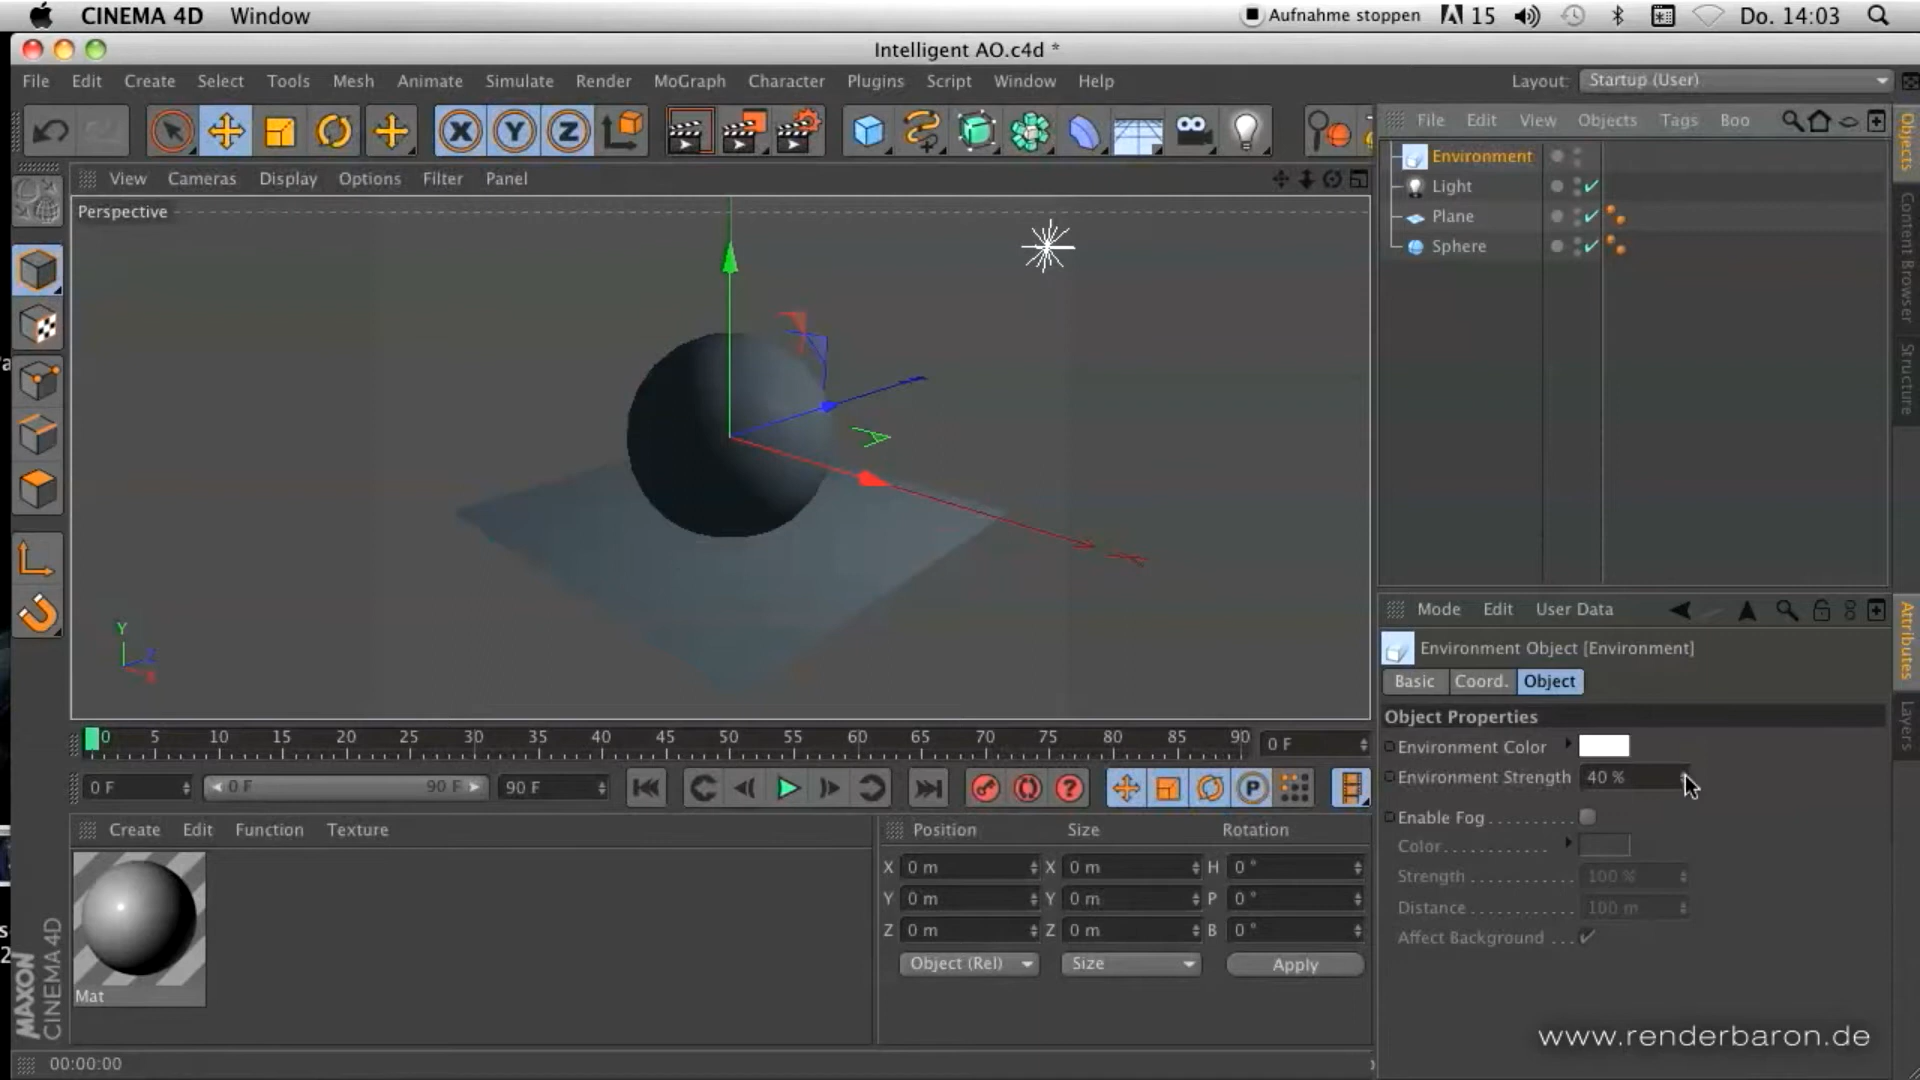 CINEMA 4D Window Aufnahme stoppen 15 Do. 14:03
Intelligent AO.c4d *
File Edit Create Select Tools Mesh Animate Simulate Render MoGraph Character Plugins Script Window Help Layout: Startup (User)
X Y Z
File Edit View Objects Tags Boo
View Cameras Display Options Filter Panel
Perspective
Environment
Light
Plane
Sphere
Objects
Content Browser
Structure
Y
Z
X
Mode Edit User Data
Environment Object [Environment]
Basic Coord. Object
Object Properties
Environment Color
Environment Strength 40 %
Enable Fog
Color
Strength 100 %
Distance 100 m
Affect Background
Attributes
Layers
0 5 10 15 20 25 30 35 40 45 50 55 60 65 70 75 80 85 90 0 F
0 F 0 F 90 F 90 F P
Create Edit Function Texture
Mat
Position Size Rotation
X 0 m X 0 m H 0 °
Y 0 m Y 0 m P 0 °
Z 0 m Z 0 m B 0 °
Object (Rel) Size Apply
MAXON
CINEMA 4D
00:00:00
www.renderbaron.de